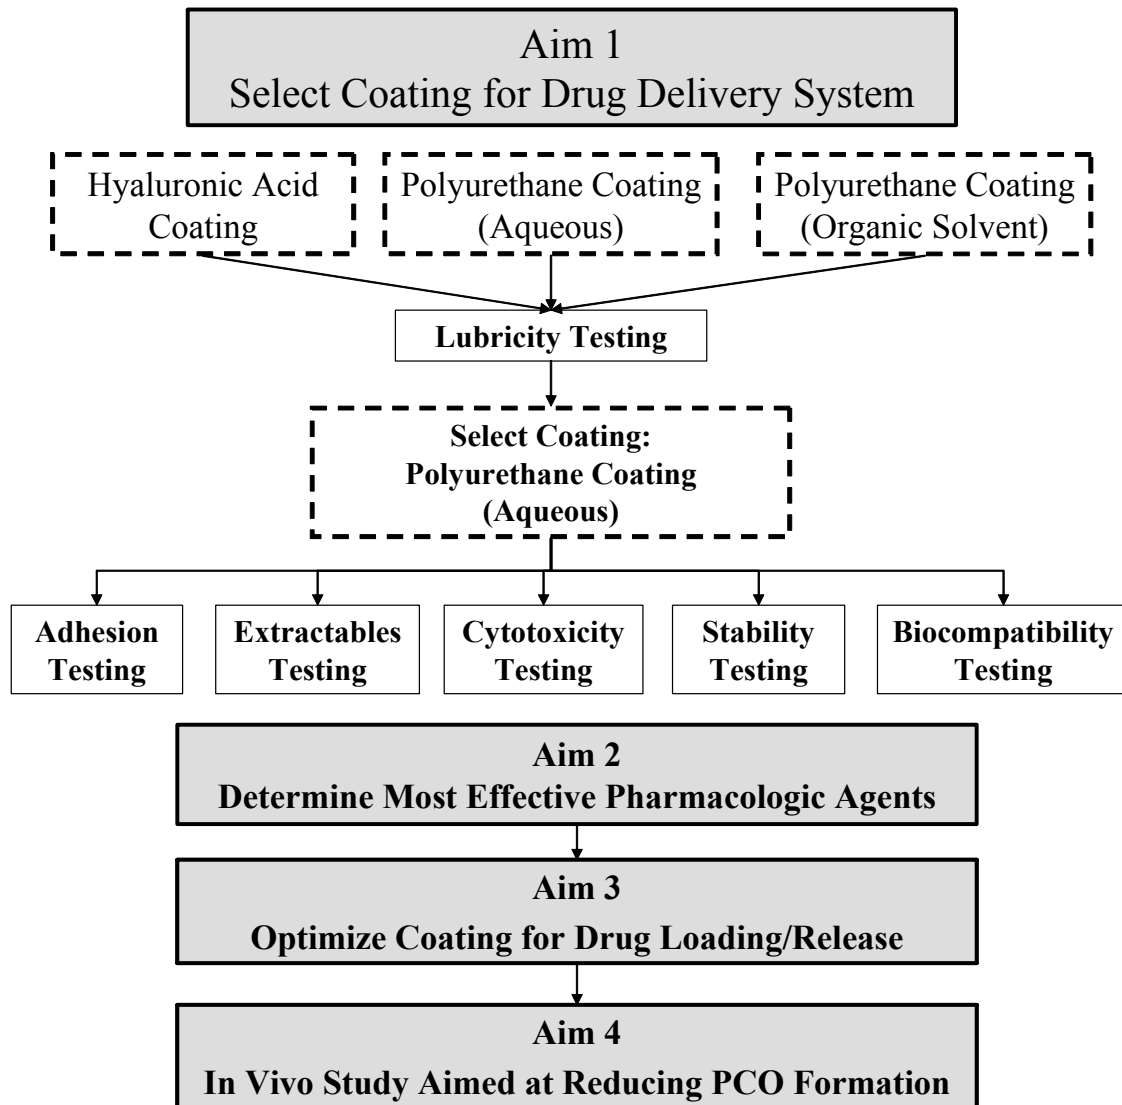 Aim 1
Select Coating for Drug Delivery System
Hyaluronic Acid
Coating
Polyurethane Coating
(Aqueous)
Polyurethane Coating
(Organic Solvent)
Lubricity Testing
Select Coating:
Polyurethane Coating
(Aqueous)
Adhesion
Testing
Extractables
Testing
Cytotoxicity
Testing
Stability
Testing
Biocompatibility
Testing
Aim 2
Determine Most Effective Pharmacologic Agents
Aim 3
Optimize Coating for Drug Loading/Release
Aim 4
In Vivo Study Aimed at Reducing PCO Formation